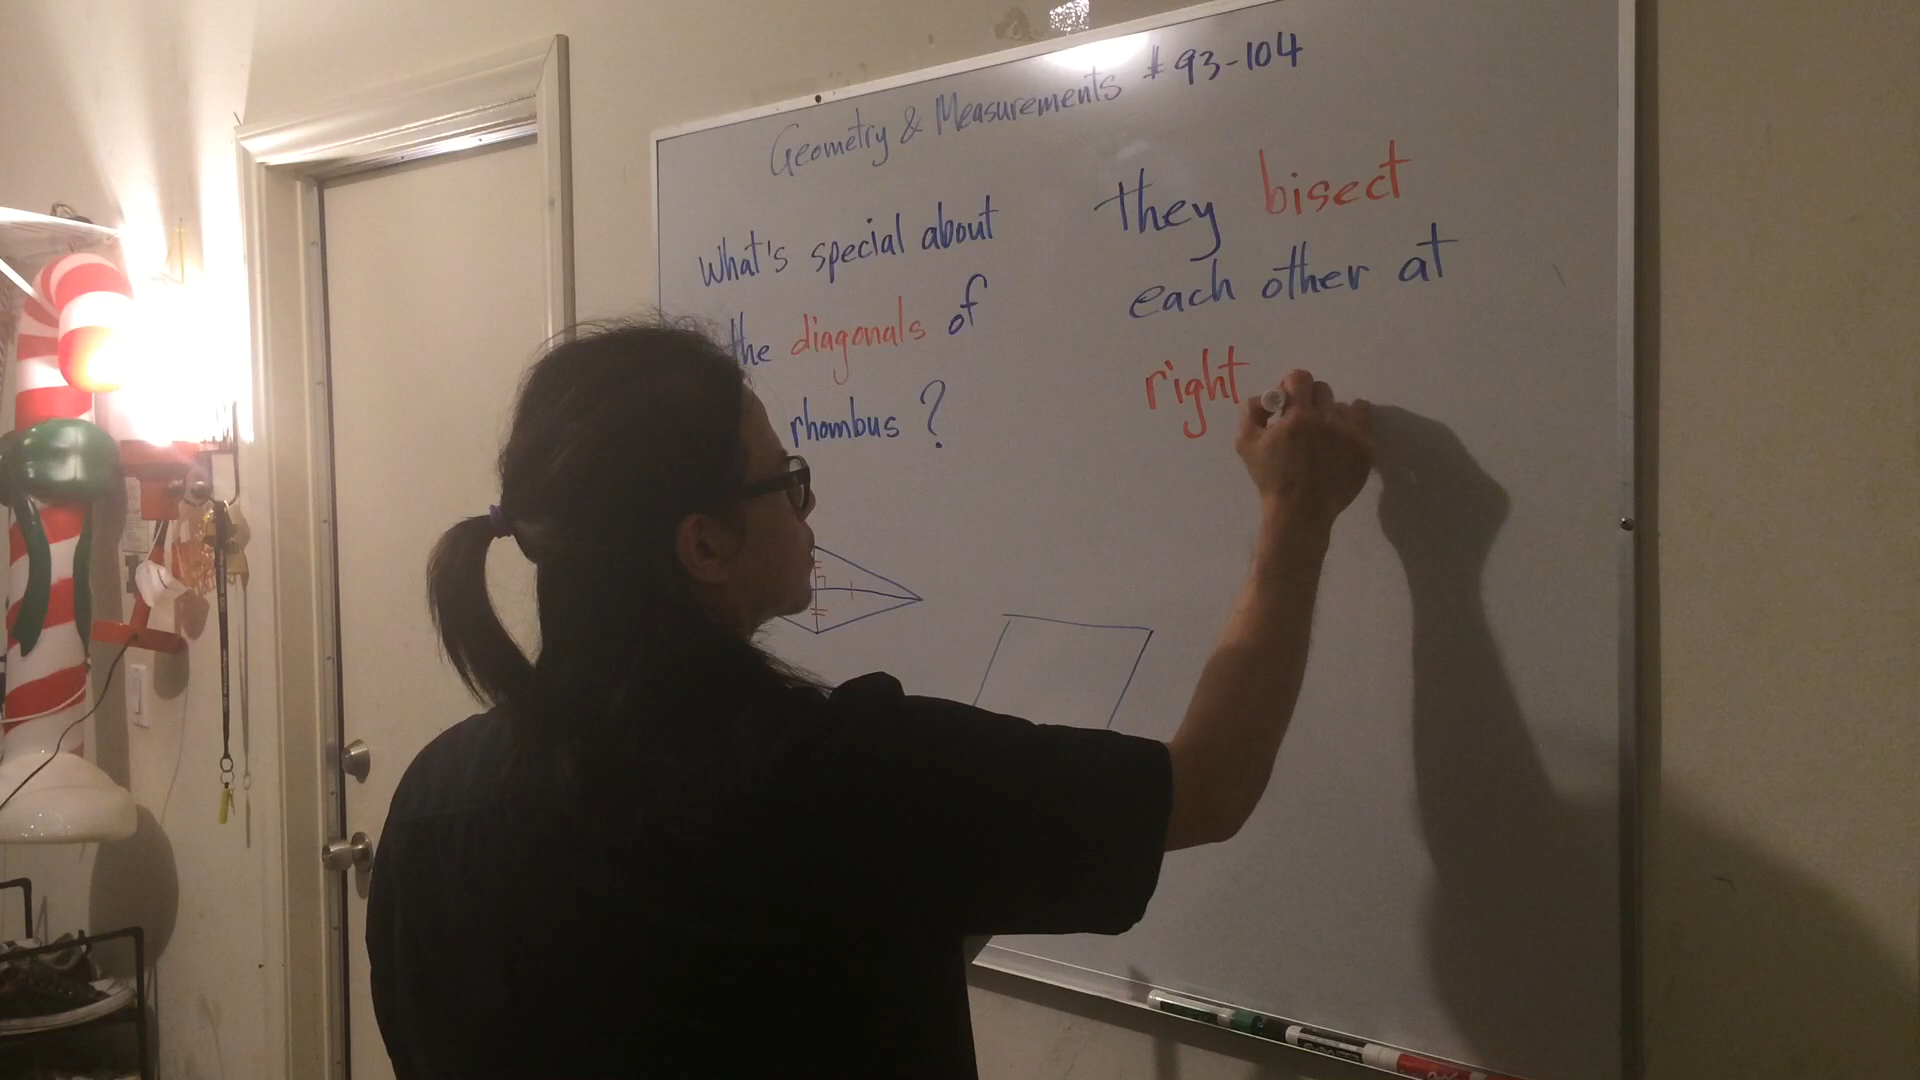 Geometry & Measurements # 93-104
What's special about
the diagonals of
rhombus ?
they bisect
each other at
right